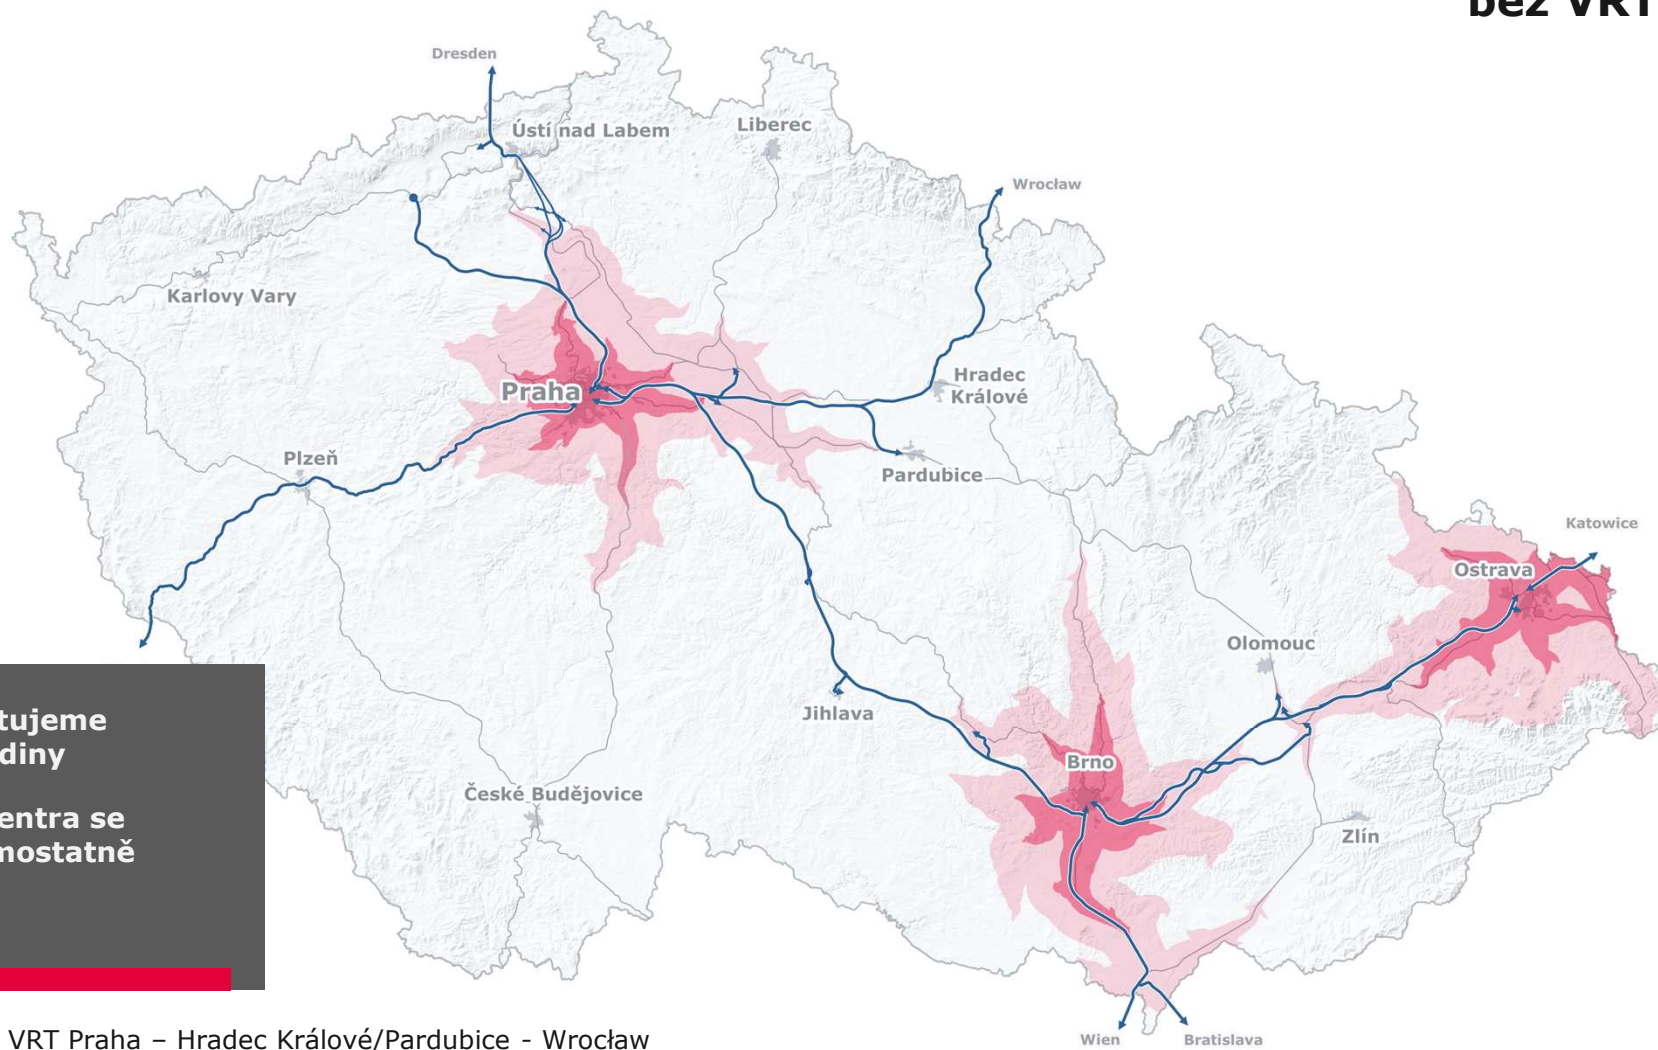 bez VRT
Dresden
Ústí nad Labem
Liberec
Wrocław
Karlovy Vary
Praha
Hradec
Králové
Plzeň
Pardubice
Katowice
Ostrava
Olomouc
Jihlava
Brno
České Budějovice
Zlín
Wien
Bratislava
tujeme
diny
entra se
mostatně
VRT Praha – Hradec Králové/Pardubice - Wrocław